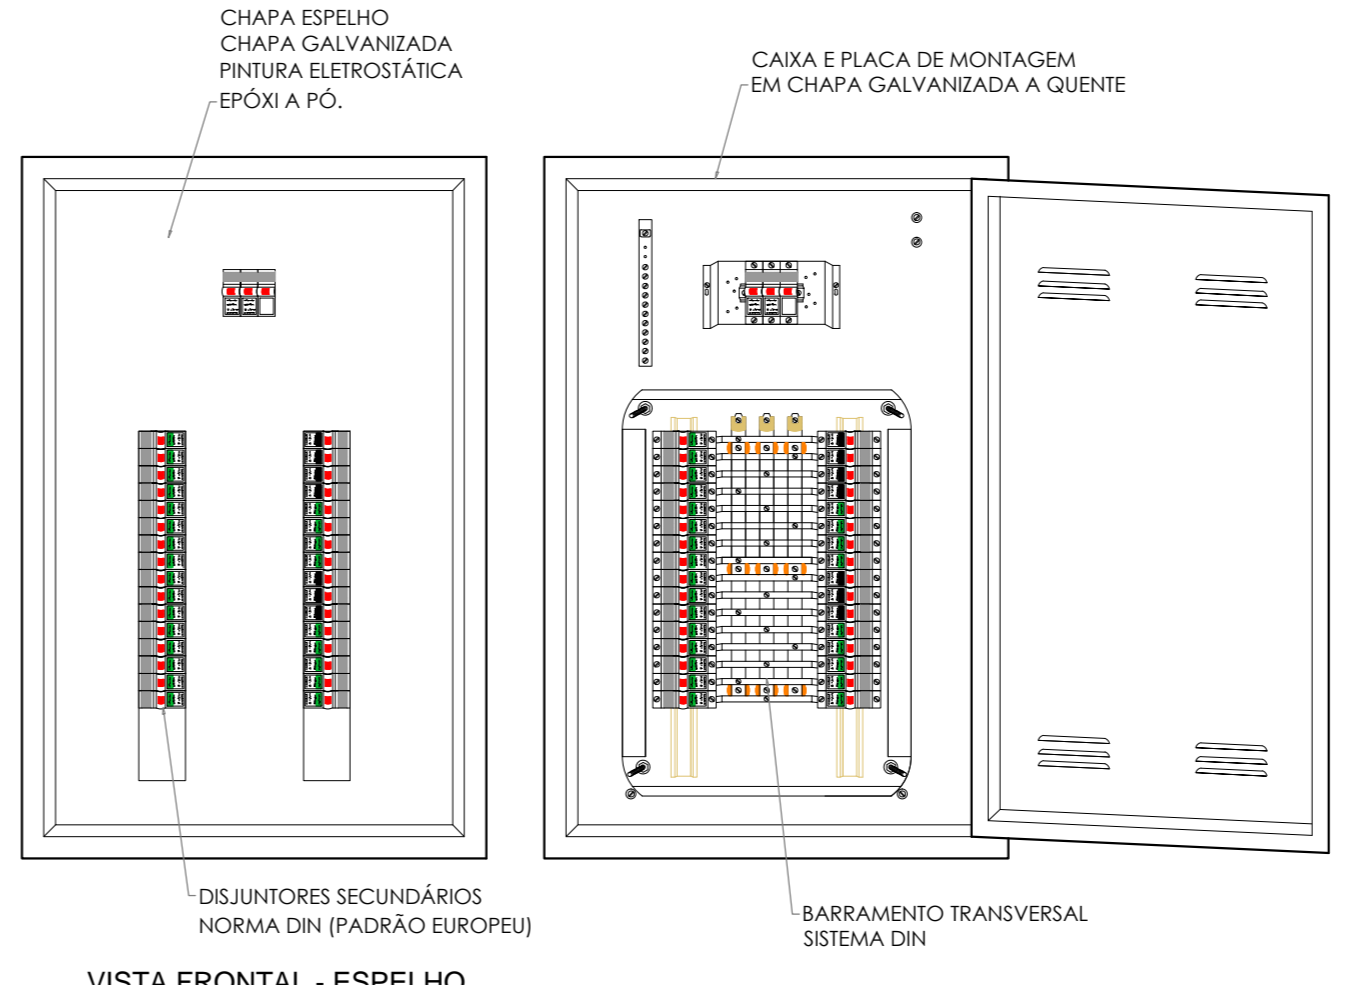 CHAPA ESPELHO
CHAPA GALVANIZADA
PINTURA ELETROSTÁTICA
EPÓXI A PÓ.
CAIXA E PLACA DE MONTAGEM
EM CHAPA GALVANIZADA A QUENTE
DISJUNTORES SECUNDÁRIOS
NORMA DIN (PADRÃO EUROPEU)
BARRAMENTO TRANSVERSAL
SISTEMA DIN
VISTA FRONTAL - ESPELHO